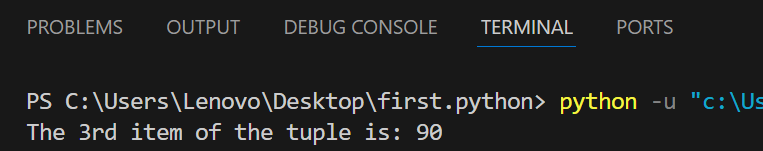 PROBLEMS OUTPUT DEBUG CONSOLE TERMINAL PORTS
PS C:\Users\Lenovo\Desktop\first.python> python -u "c:\Us
The 3rd item of the tuple is: 90